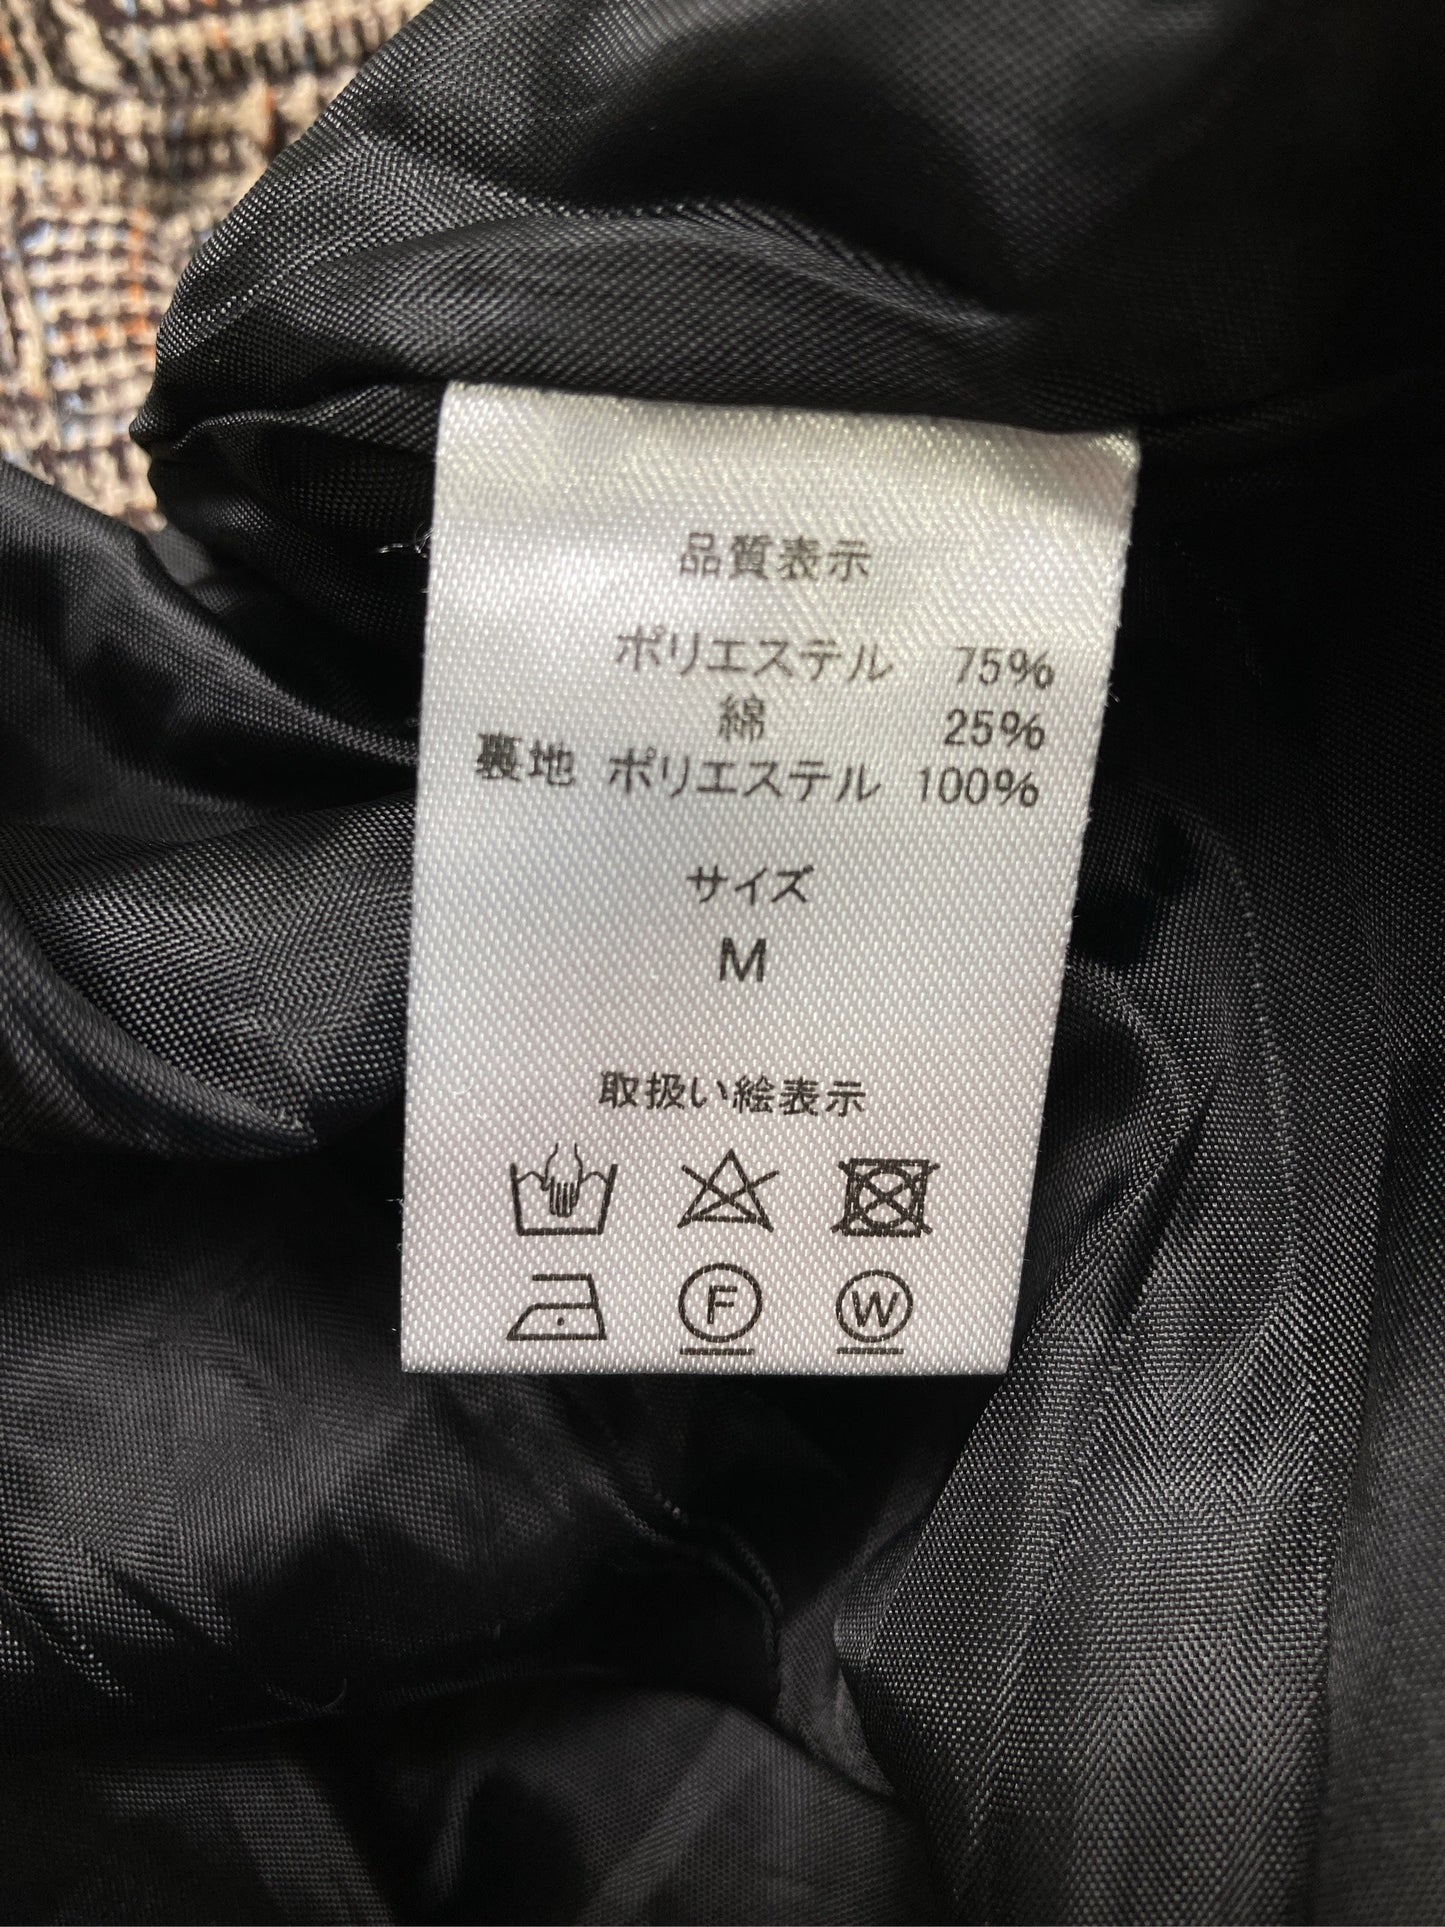 品質表示
ポリエステル 75%
綿 25%
裏地 ポリエステル 100%
サイズ
M
取扱い絵表示
F W